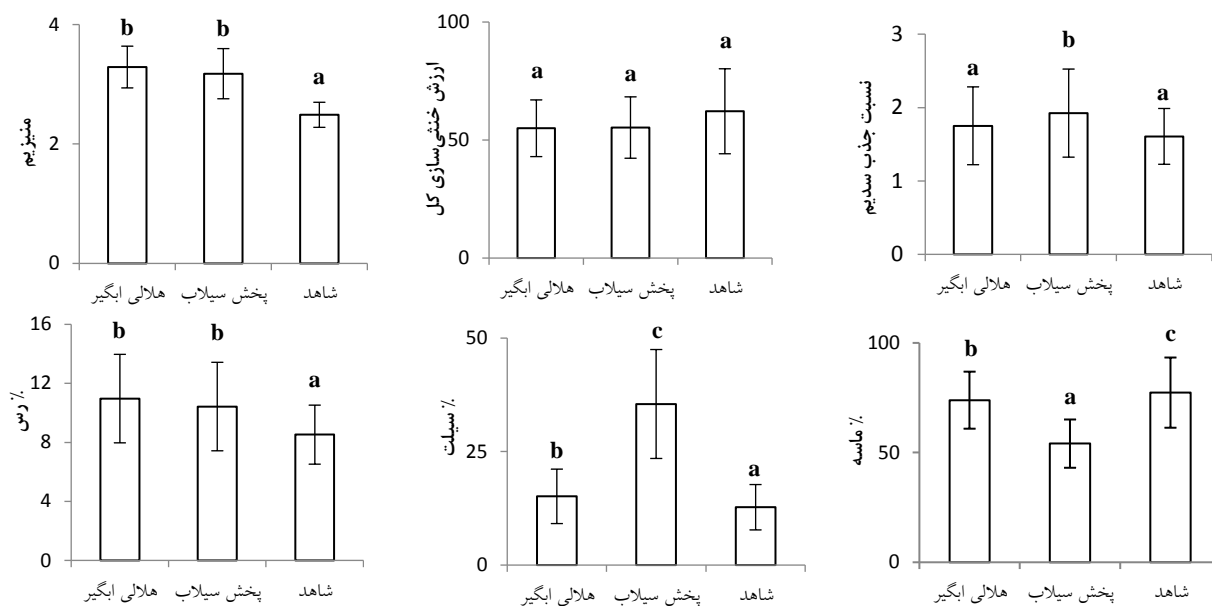 منیزیم
4
2
0
b
b
a
هلالی ابگیر
پخش سیلاب
شاهد
ارزش خنثی‌سازی کل
100
50
0
a
a
a
هلالی ابگیر
پخش سیلاب
شاهد
نسبت جذب سدیم
3
2
1
0
a
b
a
هلالی ابگیر
پخش سیلاب
شاهد
% رس
16
12
8
4
0
b
b
a
هلالی ابگیر
پخش سیلاب
شاهد
% سیلت
50
25
0
b
c
a
هلالی ابگیر
پخش سیلاب
شاهد
% ماسه
100
50
0
b
a
c
هلالی ابگیر
پخش سیلاب
شاهد